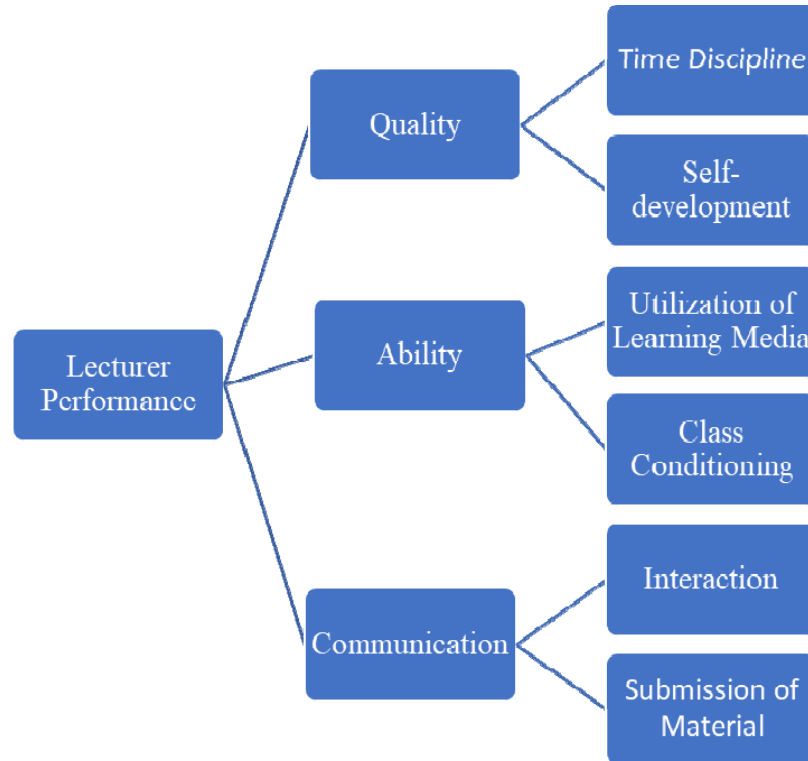 Time Discipline
Quality
Self-
development
Utilization of
Learning Media
Ability
Lecturer
Performance
Class
Conditioning
Interaction
Communication
Submission of
Material